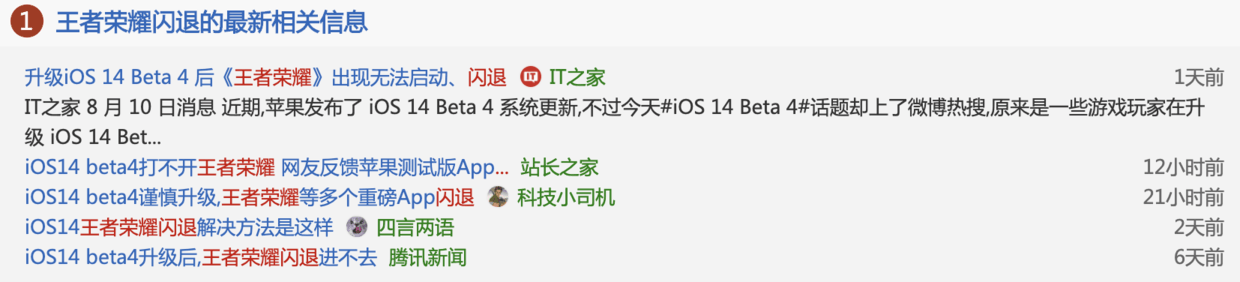 1 王者荣耀闪退的最新相关信息
升级iOS 14 Beta 4 后《王者荣耀》出现无法启动、闪退 IT IT之家 1天前
IT之家 8 月 10 日消息 近期,苹果发布了 iOS 14 Beta 4 系统更新,不过今天#iOS 14 Beta 4#话题却上了微博热搜,原来是一些游戏玩家在升
级 iOS 14 Bet...
iOS14 beta4打不开王者荣耀 网友反馈苹果测试版App... 站长之家 12小时前
iOS14 beta4谨慎升级,王者荣耀等多个重磅App闪退 科技小司机 21小时前
iOS14王者荣耀闪退解决方法是这样 四言两语 2天前
iOS14 beta4升级后,王者荣耀闪退进不去 腾讯新闻 6天前